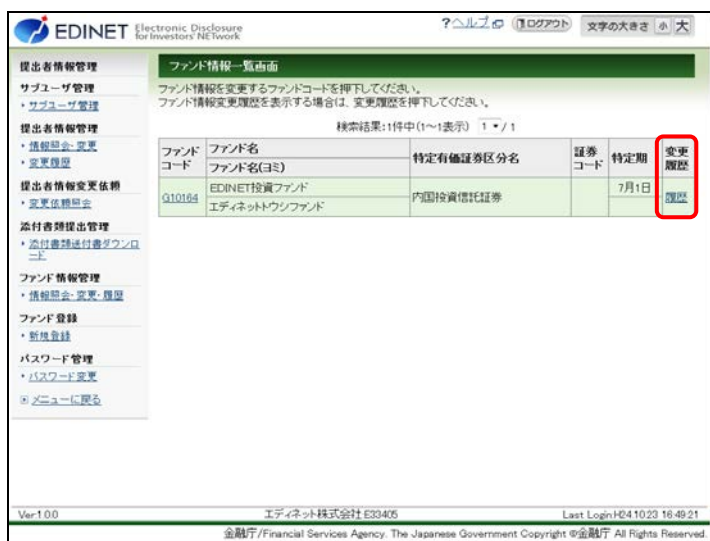 EDINET Electronic Disclosure for Investors' NETwork
?ヘルプ ログアウト 文字の大きさ 小 大
提出者情報管理
サブユーザ管理
・サブユーザ管理
提出者情報管理
・情報照会・変更
・変更履歴
提出者情報変更依頼
・変更依頼照会
添付書類提出管理
・添付書類送付書ダウンロ
ード
ファンド情報管理
・情報照会・変更・履歴
ファンド登録
・新規登録
パスワード管理
・パスワード変更
メニューに戻る
ファンド情報一覧画面
ファンド情報を変更するファンドコードを押下してください。
ファンド情報変更履歴を表示する場合は、変更履歴を押下してください。
検索結果:1件中(1~1表示) 1 / 1
ファンドコード ファンド名 特定有価証券区分名 証券コード 特定期 変更履歴
ファンド名(ヨミ)
G10164 EDINET投資ファンド 内国投資信託証券 7月1日 履歴
エディネットトウシファンド
Ver.1.0.0 エディネット株式会社 E33405 Last Login:H24.10.23 16:49:21
金融庁/Financial Services Agency. The Japanese Government Copyright ©金融庁 All Rights Reserved.